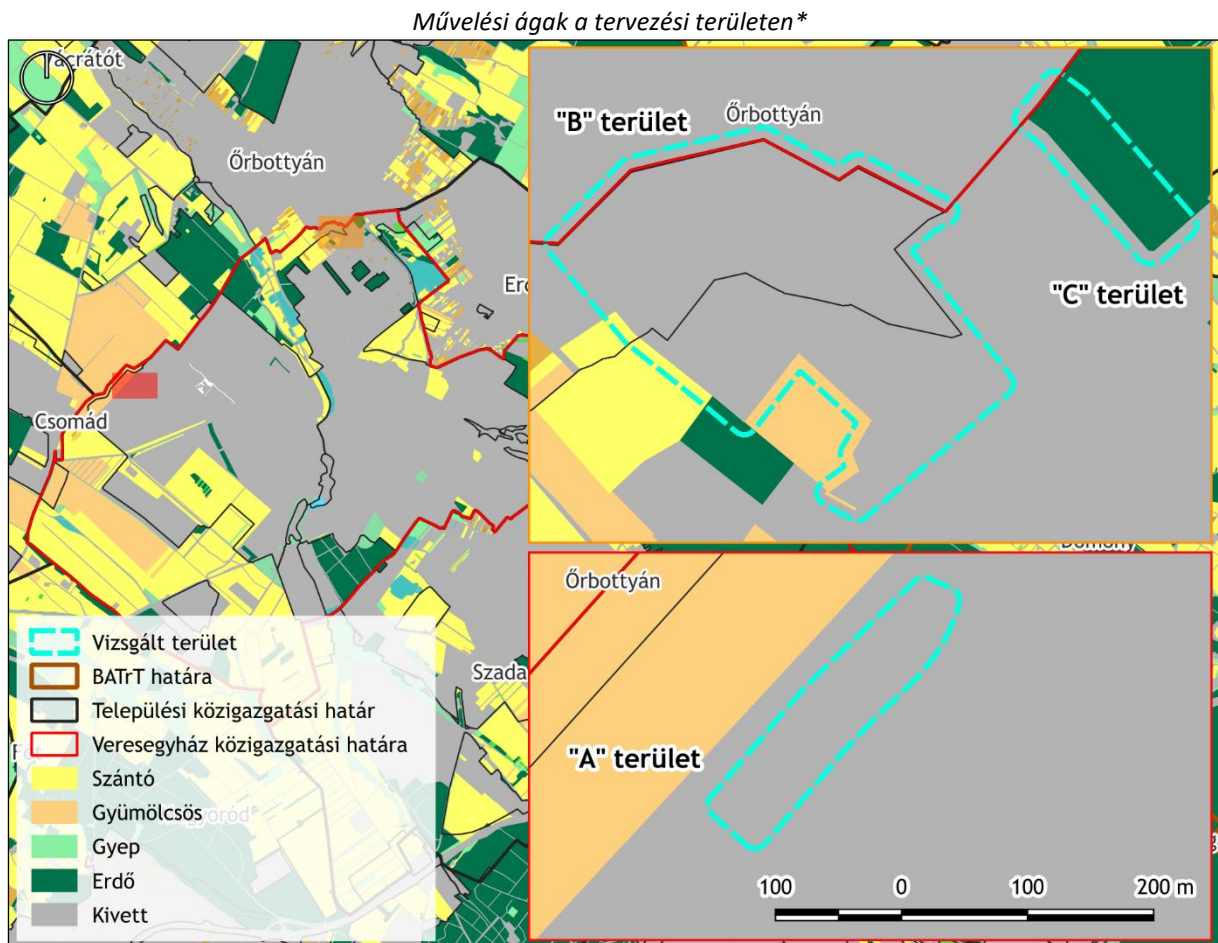 Művelési ágak a tervezési területen*
Vácrátót
Őrbottyán
Csomád
Szada
"B" terület
Őrbottyán
"C" terület
Őrbottyán
"A" terület
100 0 100 200 m
Vizsgált terület
BATrT határa
Települési közigazgatási határ
Veresegyház közigazgatási határa
Szántó
Gyümölcsös
Gyep
Erdő
Kivett